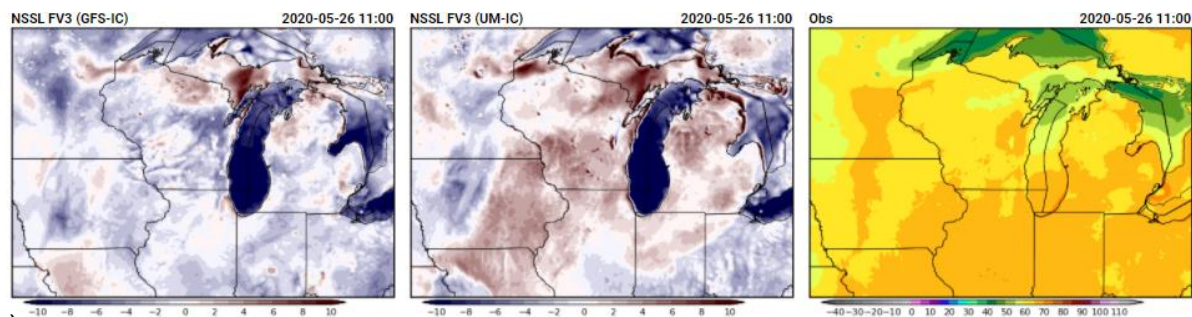 NSSL FV3 (GFS-IC) 2020-05-26 11:00
NSSL FV3 (UM-IC) 2020-05-26 11:00
Obs 2020-05-26 11:00
-10 -8 -6 -4 -2 0 2 4 6 8 10
-10 -8 -6 -4 -2 0 2 4 6 8 10
-40 -30 -20 -10 0 10 20 30 40 50 60 70 80 90 100 110